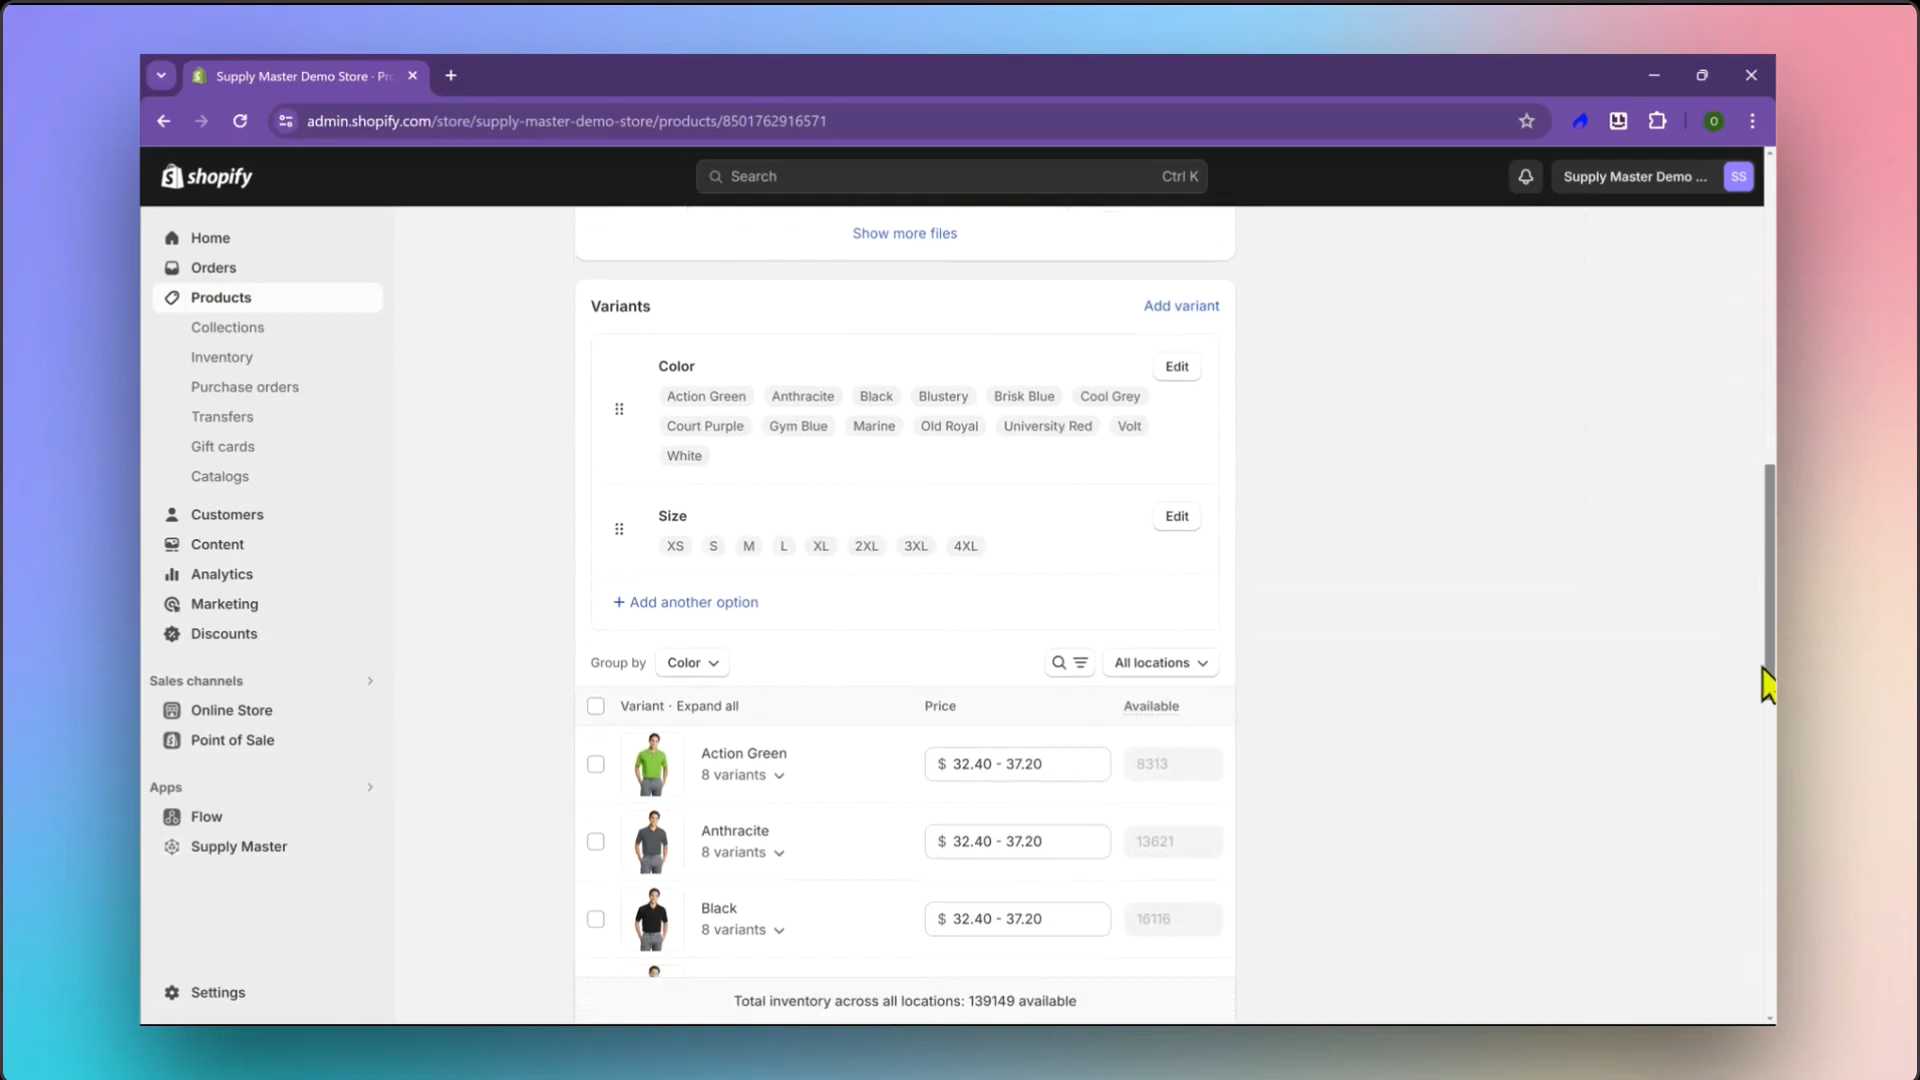 Supply Master Demo Store · Pr
admin.shopify.com/store/supply-master-demo-store/products/8501762916571
shopify
Search
Ctrl K
Supply Master Demo ...
SS
Home
Orders
Products
Collections
Inventory
Purchase orders
Transfers
Gift cards
Catalogs
Customers
Content
Analytics
Marketing
Discounts
Sales channels
Online Store
Point of Sale
Apps
Flow
Supply Master
Settings
Show more files
Variants
Add variant
Color
Edit
Action Green Anthracite Black Blustery Brisk Blue Cool Grey
Court Purple Gym Blue Marine Old Royal University Red Volt
White
Size
Edit
XS S M L XL 2XL 3XL 4XL
+ Add another option
Group by Color
All locations
Variant · Expand all Price Available
Action Green
8 variants
$ 32.40 - 37.20
8313
Anthracite
8 variants
$ 32.40 - 37.20
13621
Black
8 variants
$ 32.40 - 37.20
16116
Total inventory across all locations: 139149 available